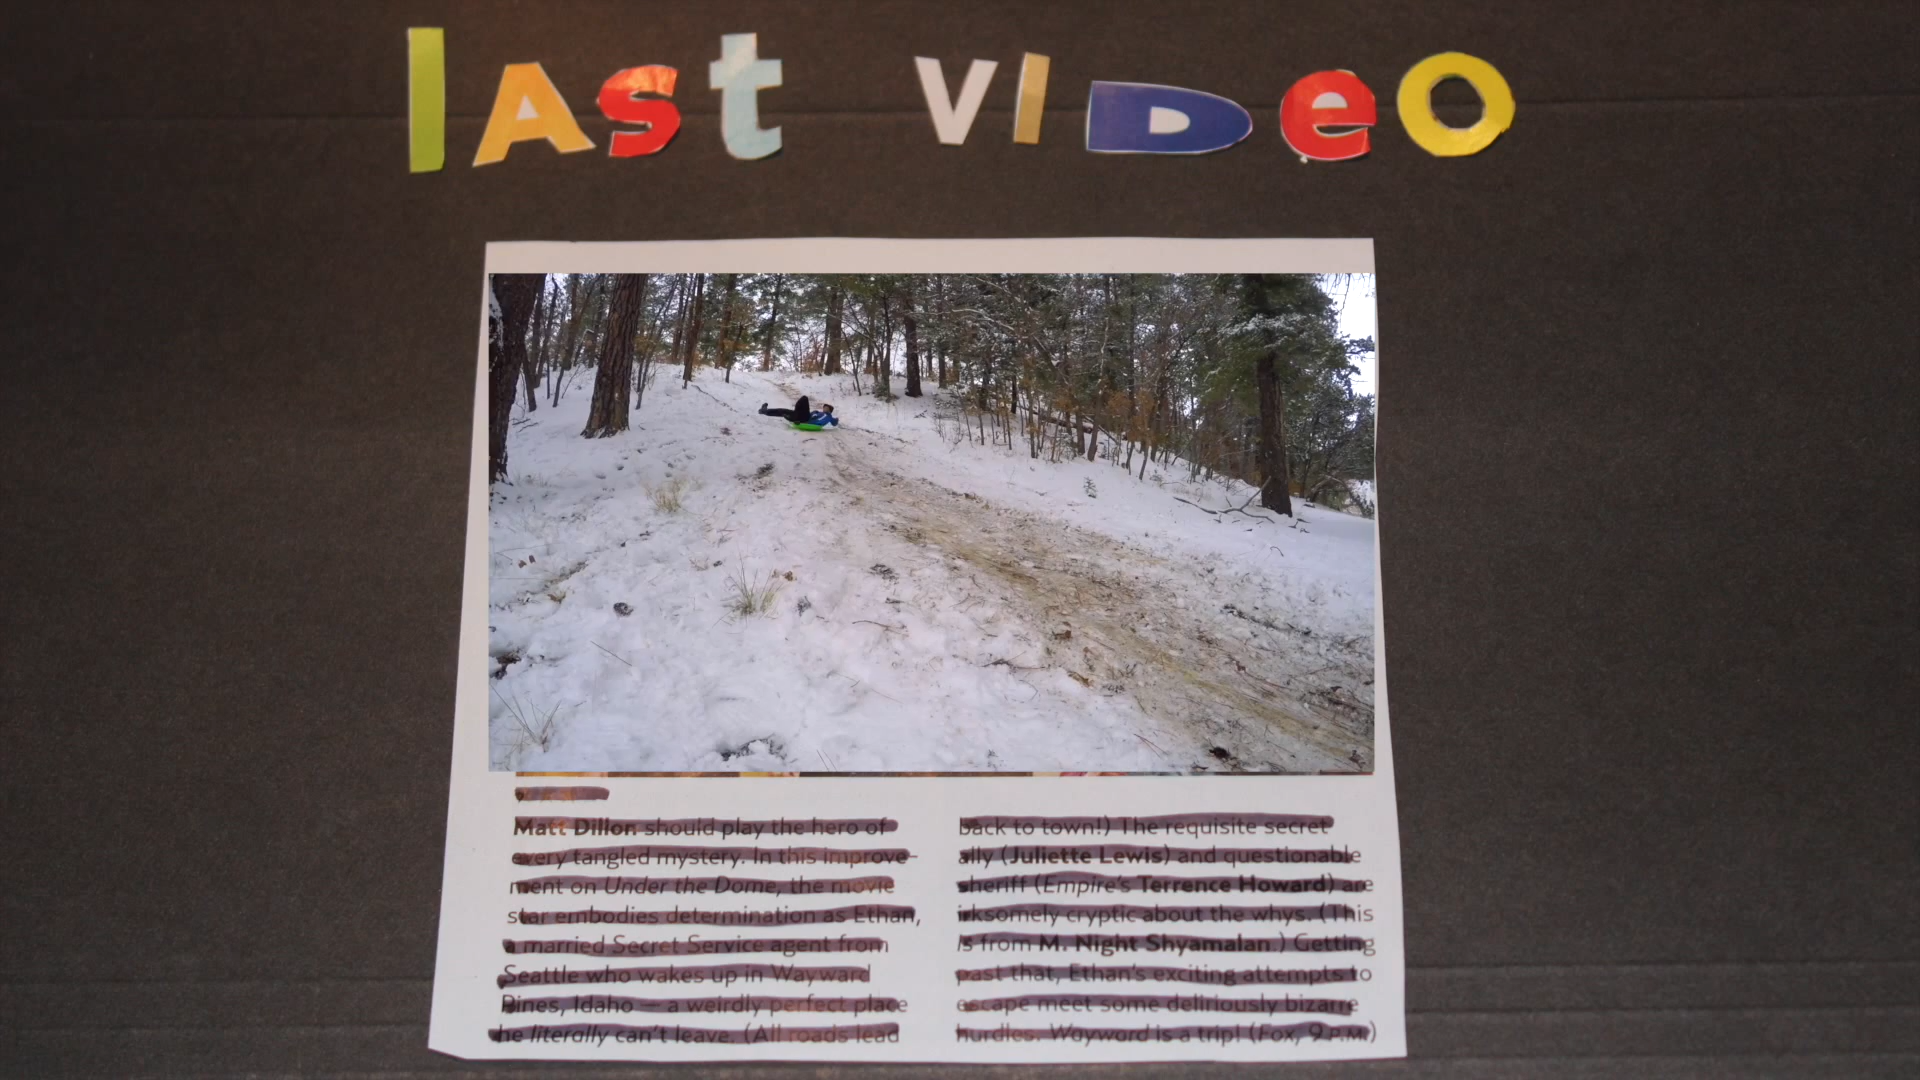 last video
Matt Dillon should play the hero of
every tangled mystery. In this improve-
ment on Under the Dome, the movie
star embodies determination as Ethan,
a married Secret Service agent from
Seattle who wakes up in Wayward
Pines, Idaho — a weirdly perfect place
he literally can't leave. (All roads lead
back to town!) The requisite secret
ally (Juliette Lewis) and questionable
sheriff (Empire's Terrence Howard) are
irksomely cryptic about the whys. (This
is from M. Night Shyamalan.) Getting
past that, Ethan's exciting attempts to
escape meet some deliriously bizarre
hurdles. Wayward is a trip! (Fox, 9 P.M.)